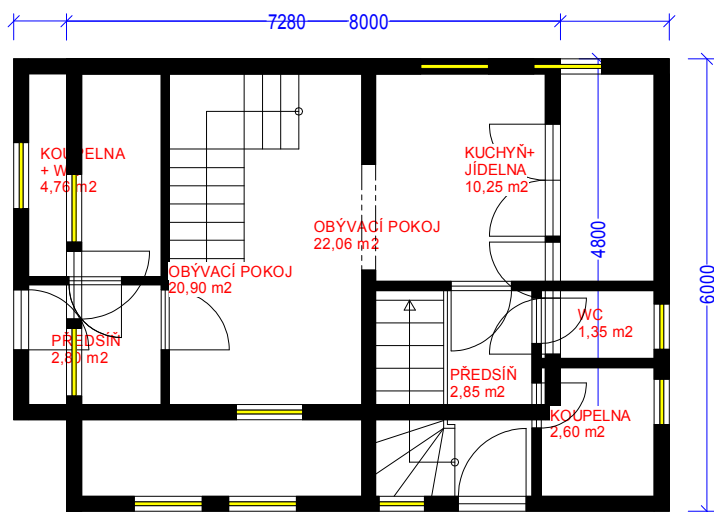 7280
8000
KOUPELNA
+ W
4,76 m2
KUCHYŇ+
JÍDELNA
10,25 m2
OBÝVACÍ POKOJ
22,06 m2
4800
6000
OBÝVACÍ POKOJ
20,90 m2
WC
1,35 m2
PŘEDSÍŇ
2,80 m2
PŘEDSÍŇ
2,85 m2
KOUPELNA
2,60 m2